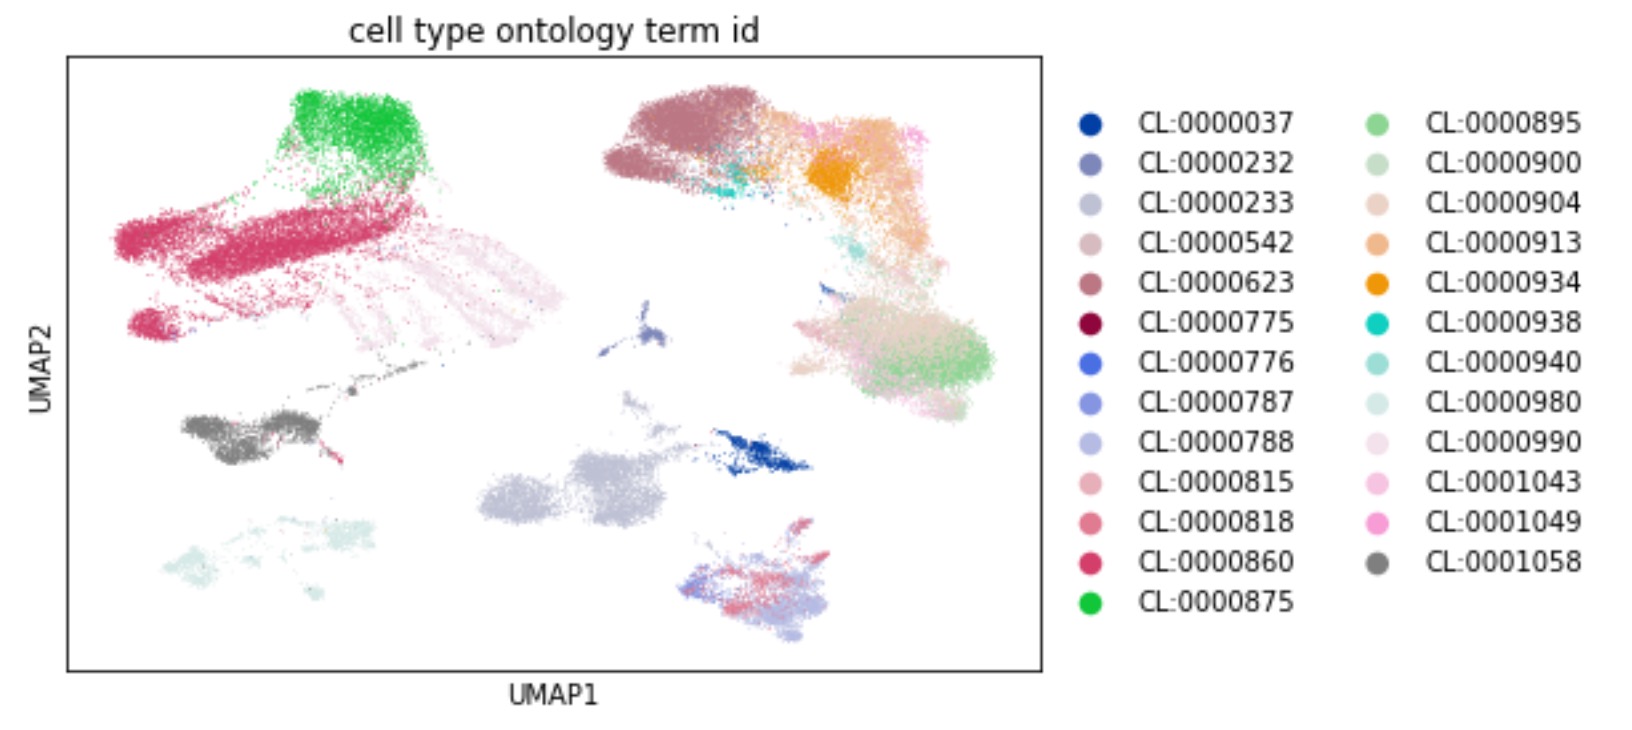 cell type ontology term id
UMAP2
UMAP1
CL:0000037
CL:0000232
CL:0000233
CL:0000542
CL:0000623
CL:0000775
CL:0000776
CL:0000787
CL:0000788
CL:0000815
CL:0000818
CL:0000860
CL:0000875
CL:0000895
CL:0000900
CL:0000904
CL:0000913
CL:0000934
CL:0000938
CL:0000940
CL:0000980
CL:0000990
CL:0001043
CL:0001049
CL:0001058